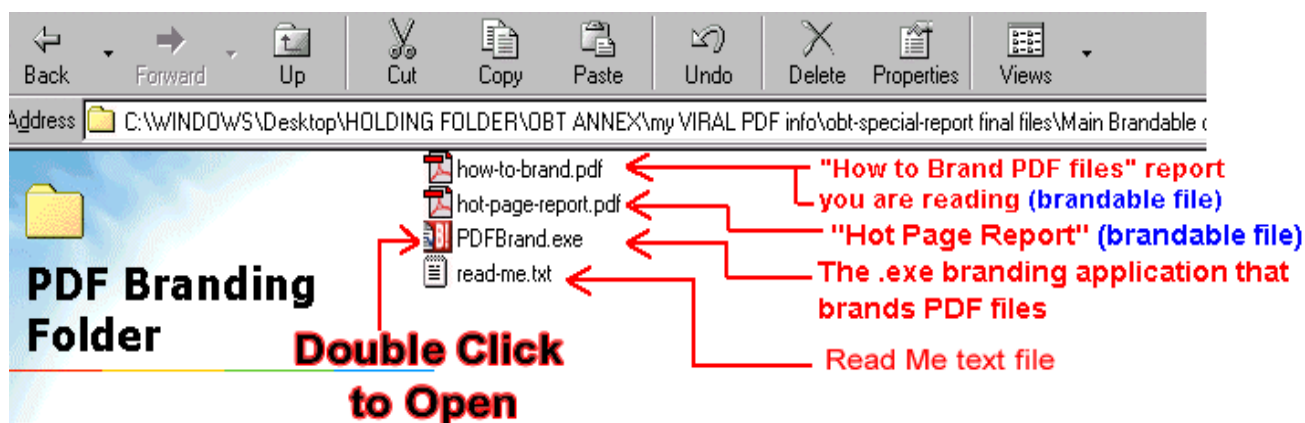 Back Forward Up Cut Copy Paste Undo Delete Properties Views
Address C:\WINDOWS\Desktop\HOLDING FOLDER\OBT ANNEX\my VIRAL PDF info\obt-special-report final files\Main Brandable c
PDF Branding
Folder
how-to-brand.pdf
hot-page-report.pdf
PDFBrand.exe
read-me.txt
"How to Brand PDF files" report
you are reading (brandable file)
"Hot Page Report" (brandable file)
The .exe branding application that
brands PDF files
Read Me text file
Double Click
to Open